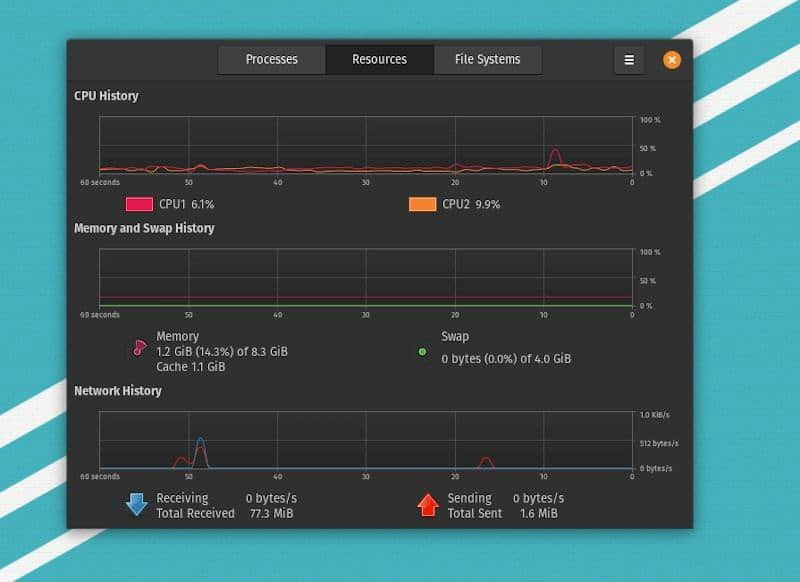 Processes Resources File Systems
CPU History
100 %
50 %
0 %
60 seconds 50 40 30 20 10 0
CPU1 6.1% CPU2 9.9%
Memory and Swap History
100 %
50 %
0 %
60 seconds 50 40 30 20 10 0
Memory
1.2 GiB (14.3%) of 8.3 GiB
Cache 1.1 GiB
Swap
0 bytes (0.0%) of 4.0 GiB
Network History
1.0 KiB/s
512 bytes/s
0 bytes/s
60 seconds 50 40 30 20 10 0
Receiving 0 bytes/s
Total Received 77.3 MiB
Sending 0 bytes/s
Total Sent 1.6 MiB